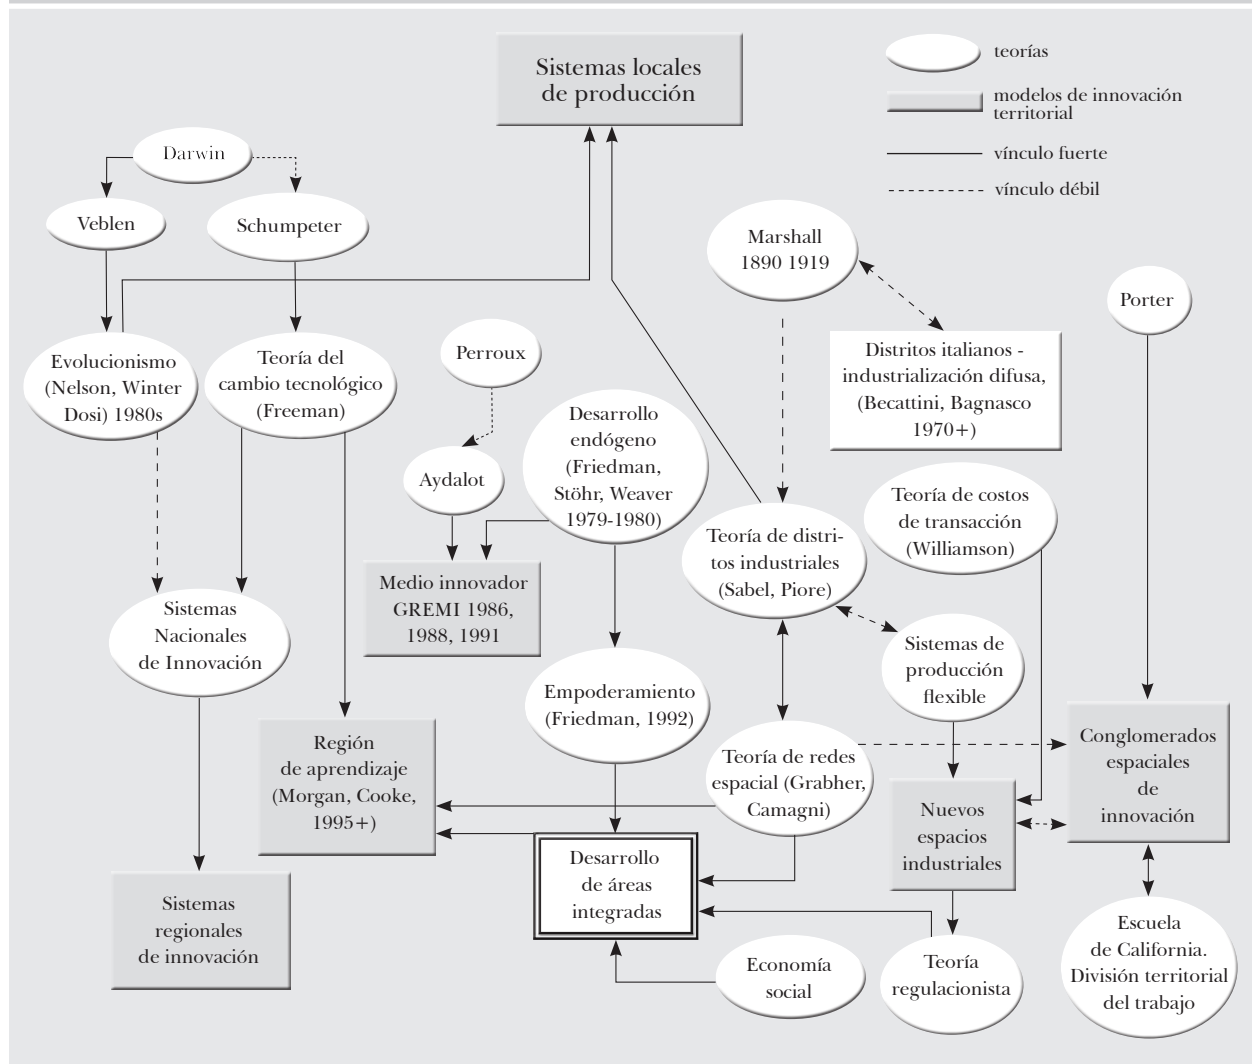 Sistemas locales
de producción
teorías
modelos de innovación
territorial
vínculo fuerte
vínculo débil
Darwin
Veblen
Schumpeter
Marshall
1890 1919
Porter
Evolucionismo
(Nelson, Winter
Dosi) 1980s
Teoría del
cambio tecnológico
(Freeman)
Perroux
Distritos italianos -
industrialización difusa,
(Becattini, Bagnasco
1970+)
Desarrollo
endógeno
(Friedman,
Stöhr, Weaver
1979-1980)
Aydalot
Teoría de costos
de transacción
(Williamson)
Teoría de distri-
tos industriales
(Sabel, Piore)
Medio innovador
GREMI 1986,
1988, 1991
Sistemas
Nacionales
de Innovación
Sistemas de
producción
flexible
Empoderamiento
(Friedman, 1992)
Región
de aprendizaje
(Morgan, Cooke,
1995+)
Teoría de redes
espacial (Grabher,
Camagni)
Conglomerados
espaciales
de
innovación
Nuevos
espacios
industriales
Desarrollo
de áreas
integradas
Sistemas
regionales
de innovación
Economía
social
Teoría
regulacionista
Escuela
de California.
División territorial
del trabajo